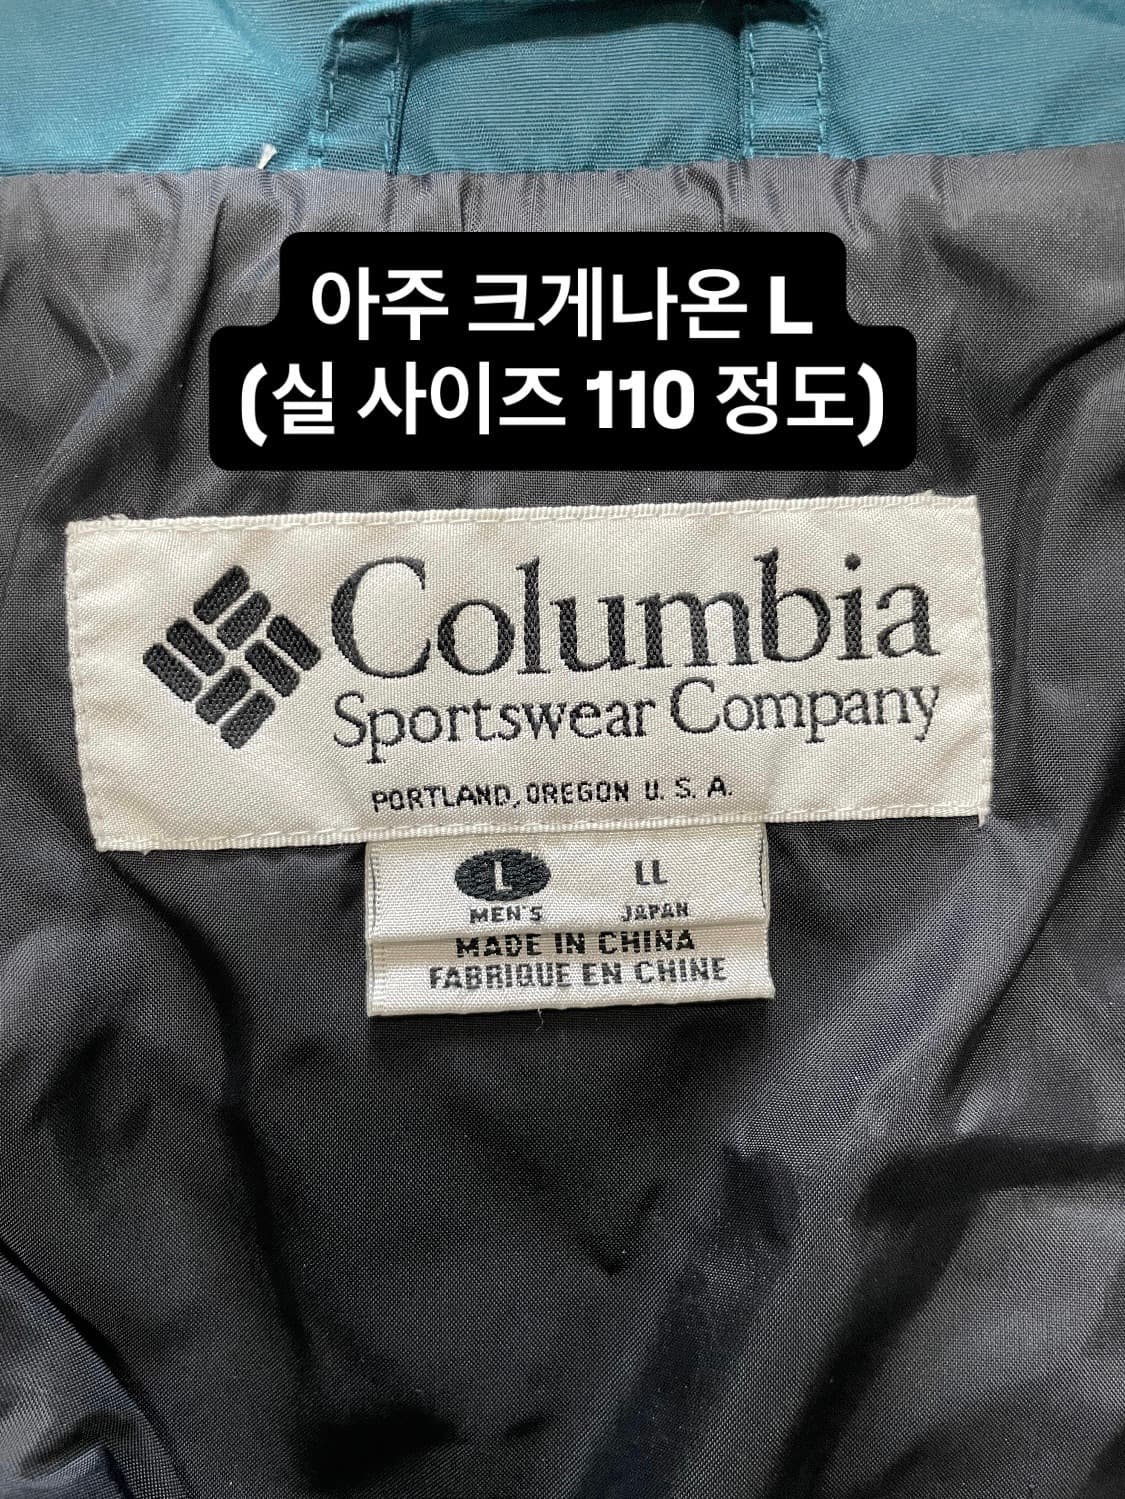 아주 크게나온 L
(실 사이즈 110 정도)
Columbia
Sportswear Company
PORTLAND, OREGON U. S. A.
L LL
MEN'S JAPAN
MADE IN CHINA
FABRIQUE EN CHINE